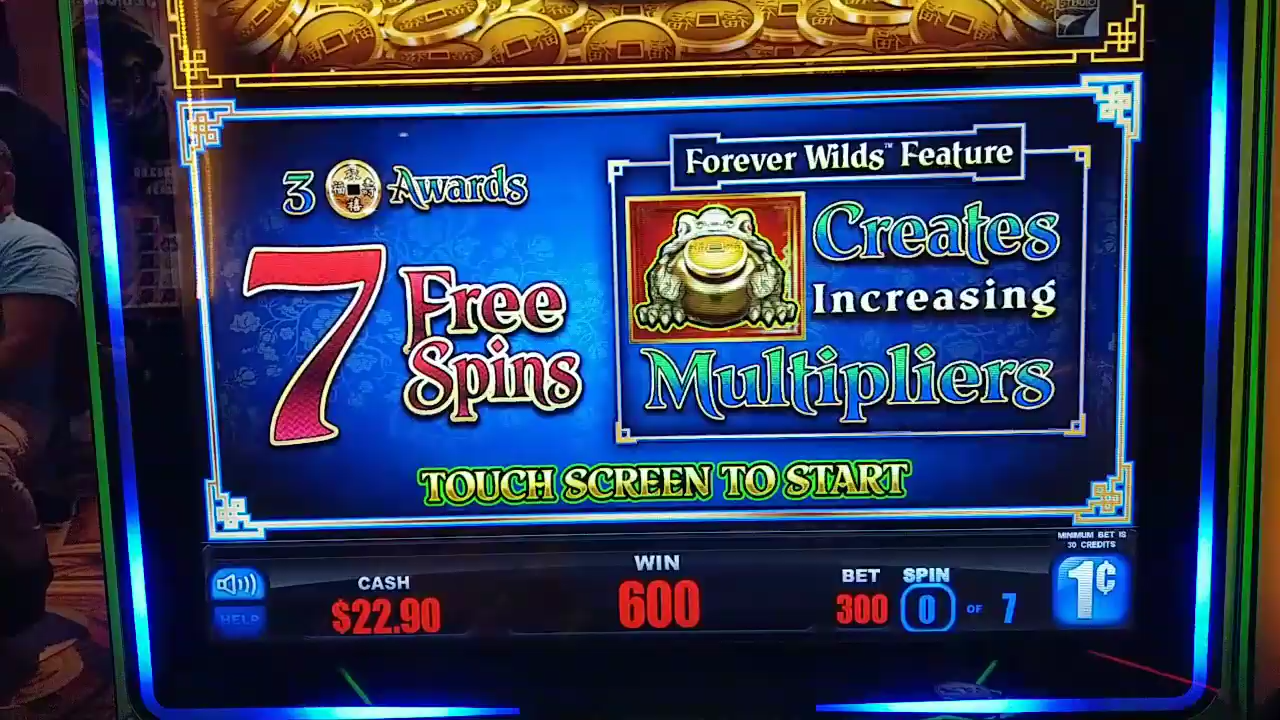 3 Awards
7 Free Spins
Forever Wilds™ Feature
Creates
Increasing
Multipliers
TOUCH SCREEN TO START
MINIMUM BET IS
30 CREDITS
HELP
CASH
$22.90
WIN
600
BET
300
SPIN
0 OF 7
1¢